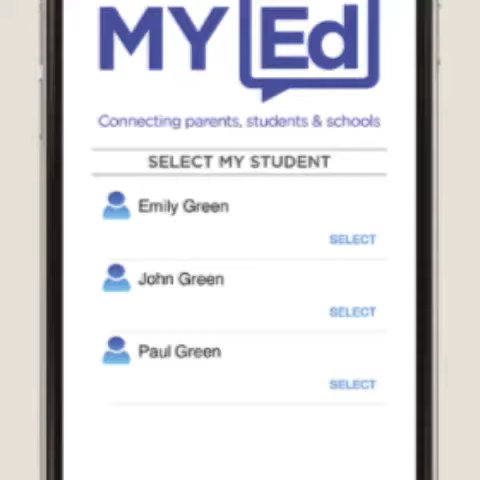 MY Ed
Connecting parents, students & schools
SELECT MY STUDENT
Emily Green
SELECT
John Green
SELECT
Paul Green
SELECT